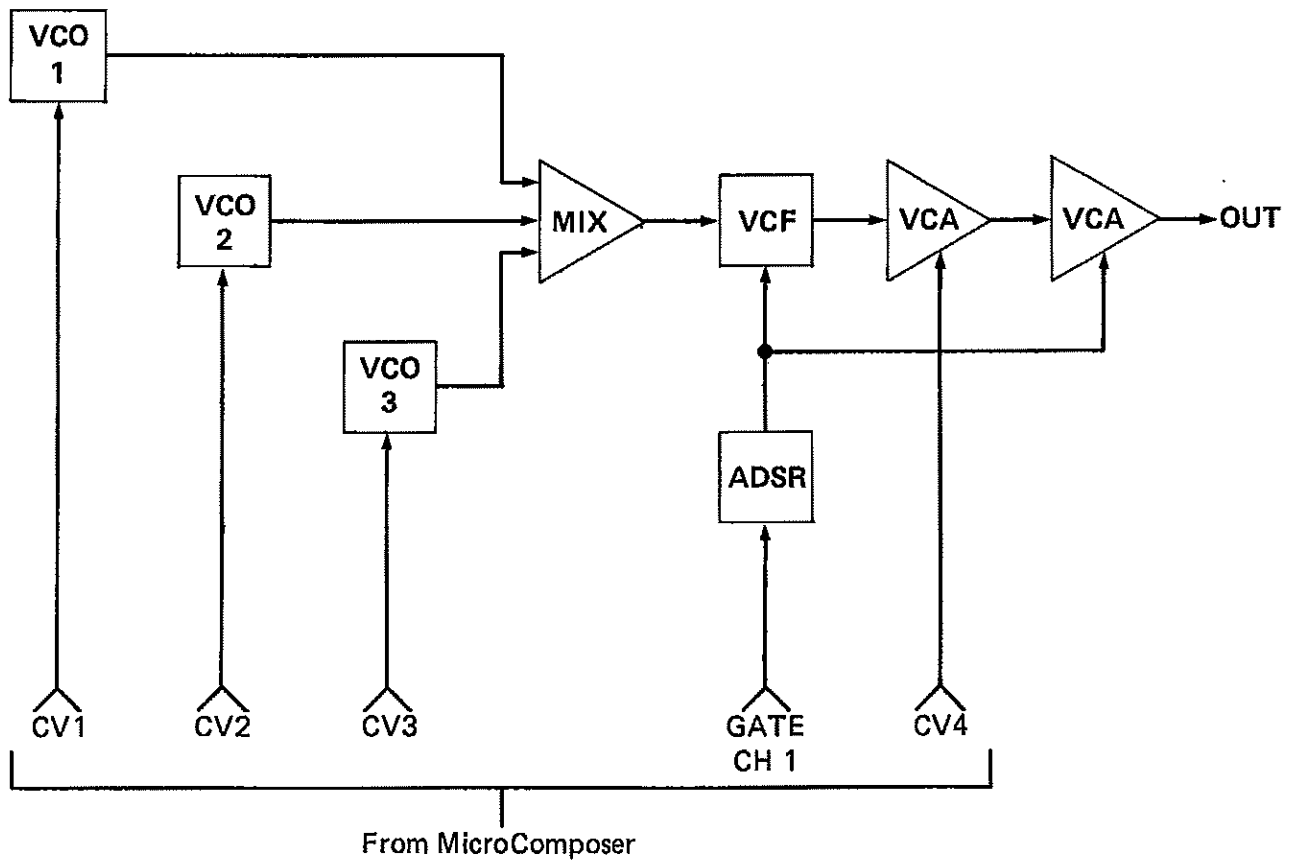 VCO
1
VCO
2
VCO
3
MIX
VCF
VCA
VCA
OUT
ADSR
CV1
CV2
CV3
GATE
CH 1
CV4
From MicroComposer